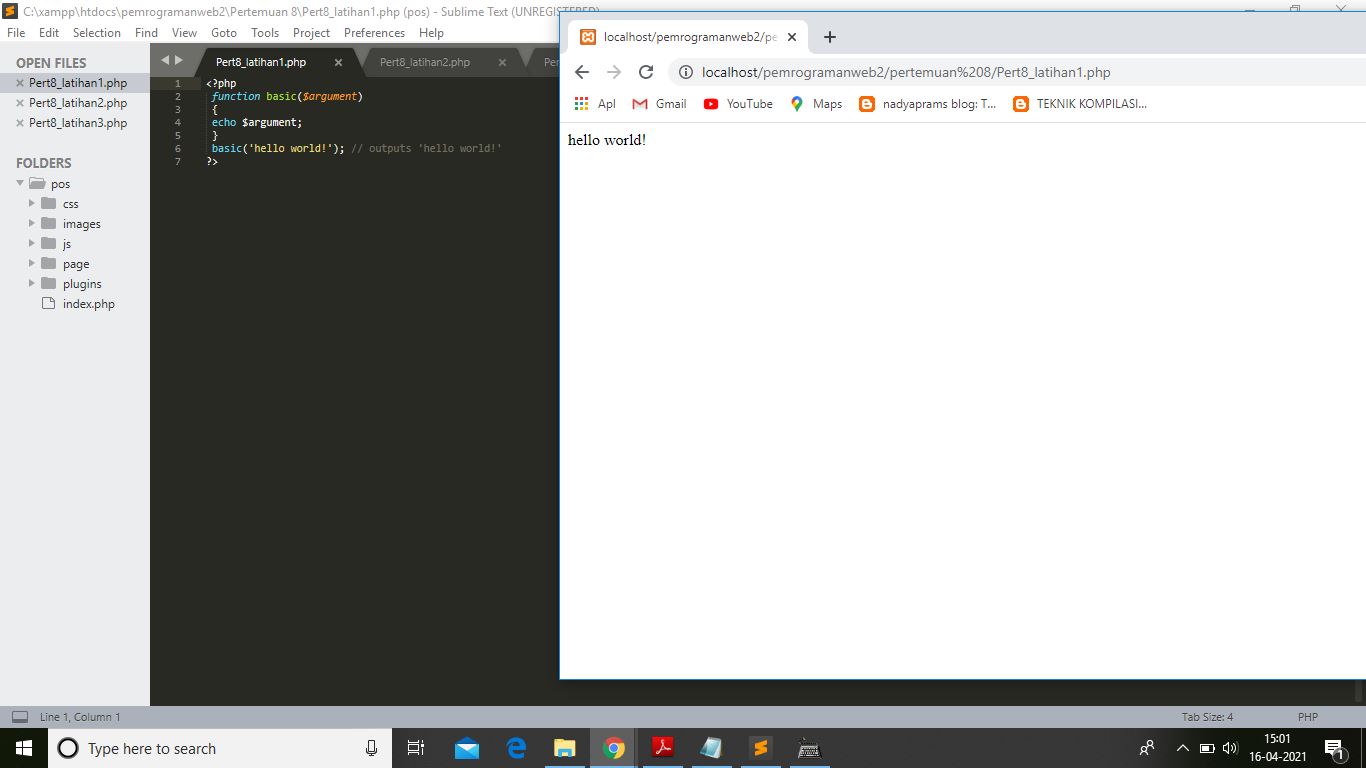 C:\xampp\htdocs\pemrogramanweb2\Pertemuan 8\Pert8_latihan1.php (pos) - Sublime Text (UNREGISTERED)
File Edit Selection Find View Goto Tools Project Preferences Help
OPEN FILES
Pert8_latihan1.php
Pert8_latihan2.php
Pert8_latihan3.php
FOLDERS
pos
css
images
js
page
plugins
index.php
Pert8_latihan1.php Pert8_latihan2.php
1 <?php
2 function basic($argument)
3 {
4 echo $argument;
5 }
6 basic('hello world!'); // outputs 'hello world!'
7 ?>
localhost/pemrogramanweb2/pe
localhost/pemrogramanweb2/pertemuan%208/Pert8_latihan1.php
Apl Gmail YouTube Maps nadyaprams blog: T... TEKNIK KOMPILASI...
hello world!
Line 1, Column 1 Tab Size: 4 PHP
Type here to search
15:01
16-04-2021
1